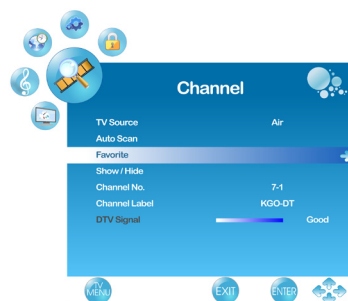 Channel
TV Source Air
Auto Scan
Favorite
Show / Hide
Channel No. 7-1
Channel Label KGO-DT
DTV Signal Good
TV
MENU
EXIT
ENTER